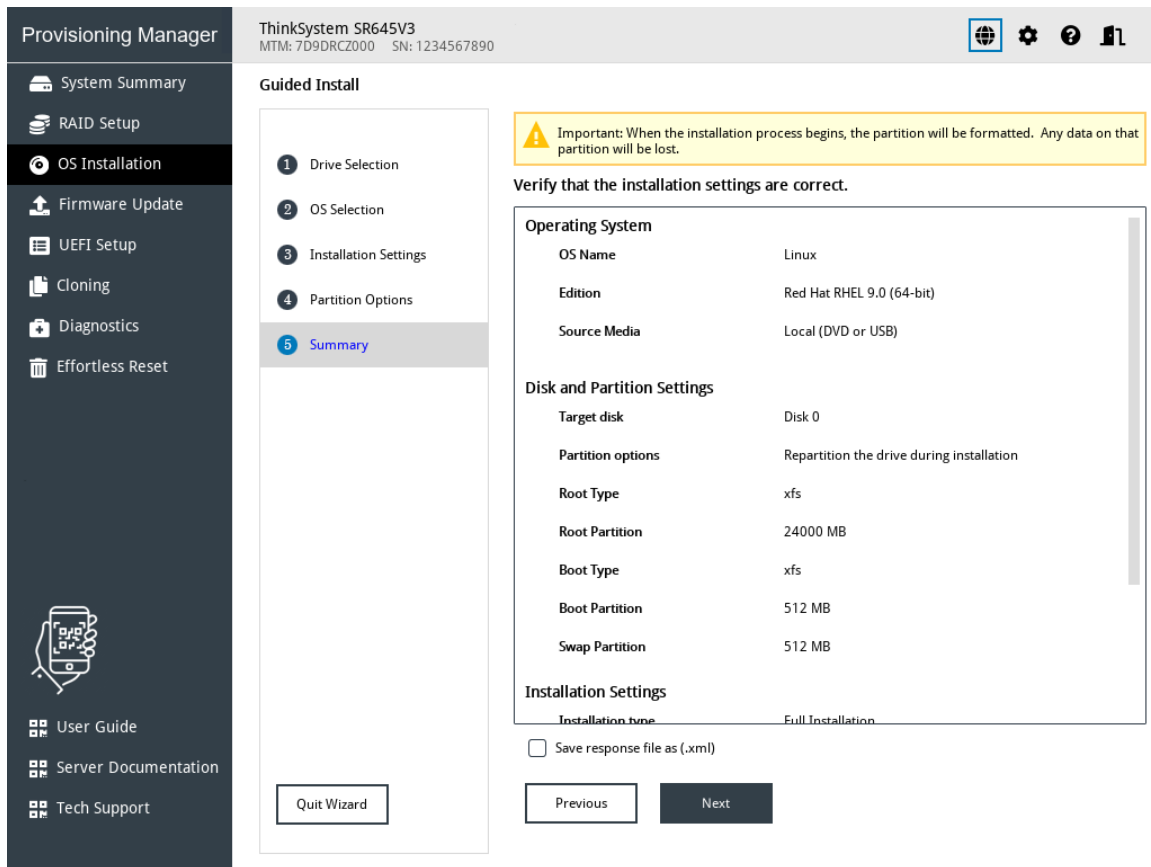 Provisioning Manager
ThinkSystem SR645V3
MTM: 7D9DRCZ000 SN: 1234567890
System Summary
RAID Setup
OS Installation
Firmware Update
UEFI Setup
Cloning
Diagnostics
Effortless Reset
User Guide
Server Documentation
Tech Support
Guided Install
1 Drive Selection
2 OS Selection
3 Installation Settings
4 Partition Options
5 Summary
Quit Wizard
Important: When the installation process begins, the partition will be formatted. Any data on that
partition will be lost.
Verify that the installation settings are correct.
Operating System
OS Name Linux
Edition Red Hat RHEL 9.0 (64-bit)
Source Media Local (DVD or USB)
Disk and Partition Settings
Target disk Disk 0
Partition options Repartition the drive during installation
Root Type xfs
Root Partition 24000 MB
Boot Type xfs
Boot Partition 512 MB
Swap Partition 512 MB
Installation Settings
Installation type Full Installation
Save response file as (.xml)
Previous Next